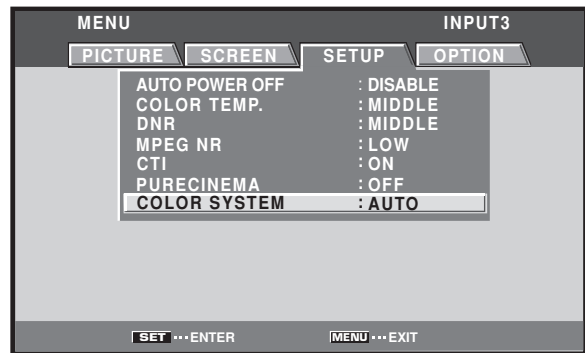 MENU INPUT3
PICTURE SCREEN SETUP OPTION
AUTO POWER OFF : DISABLE
COLOR TEMP. : MIDDLE
DNR : MIDDLE
MPEG NR : LOW
CTI : ON
PURECINEMA : OFF
COLOR SYSTEM : AUTO
SET ··· ENTER MENU ··· EXIT